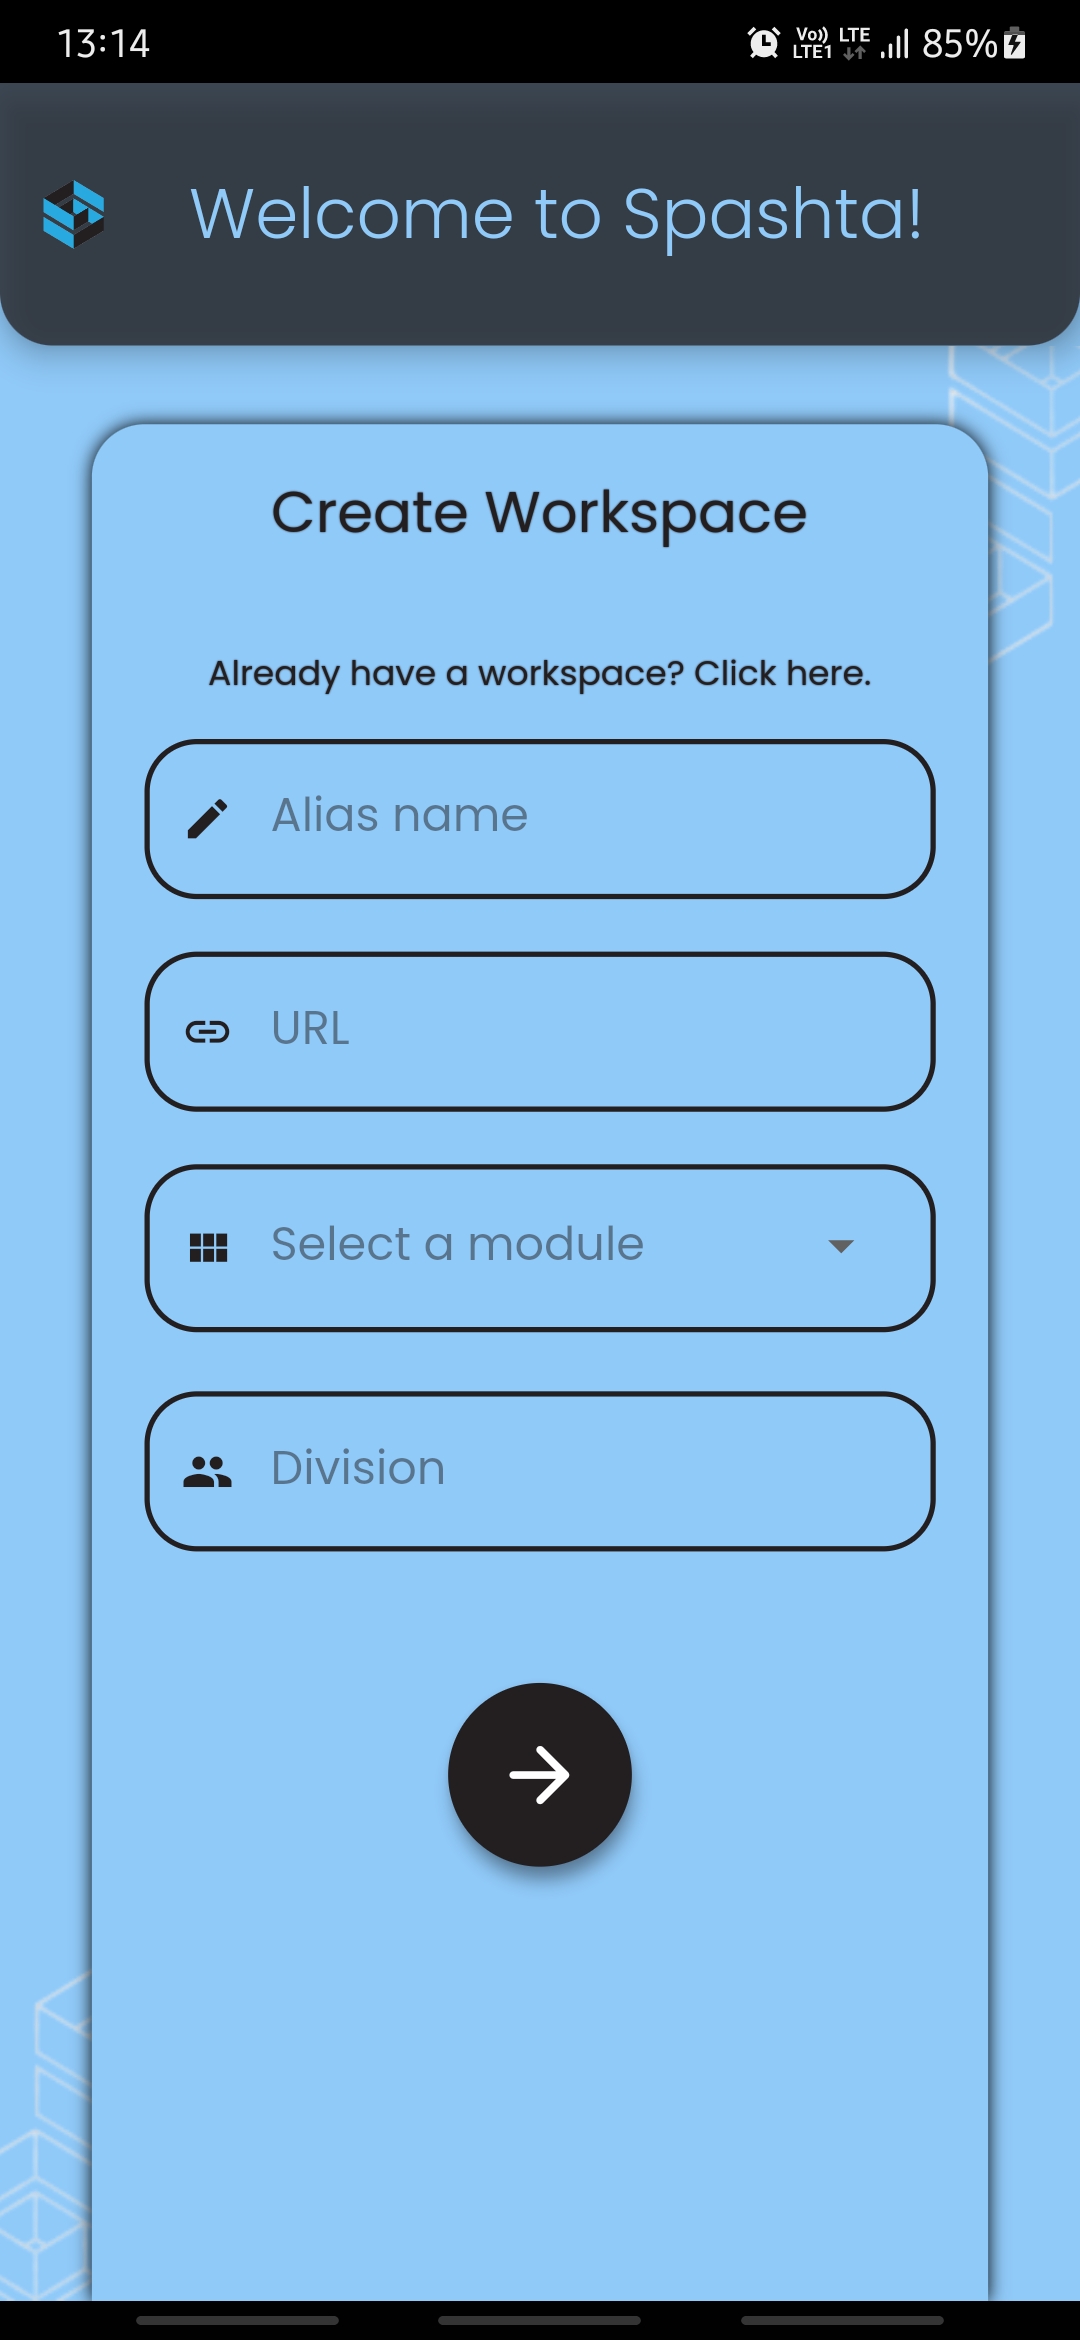 13:14
Vo)) LTE
LTE1
85%
Welcome to Spashta!
Create Workspace
Already have a workspace? Click here.
Alias name
URL
Select a module
Division